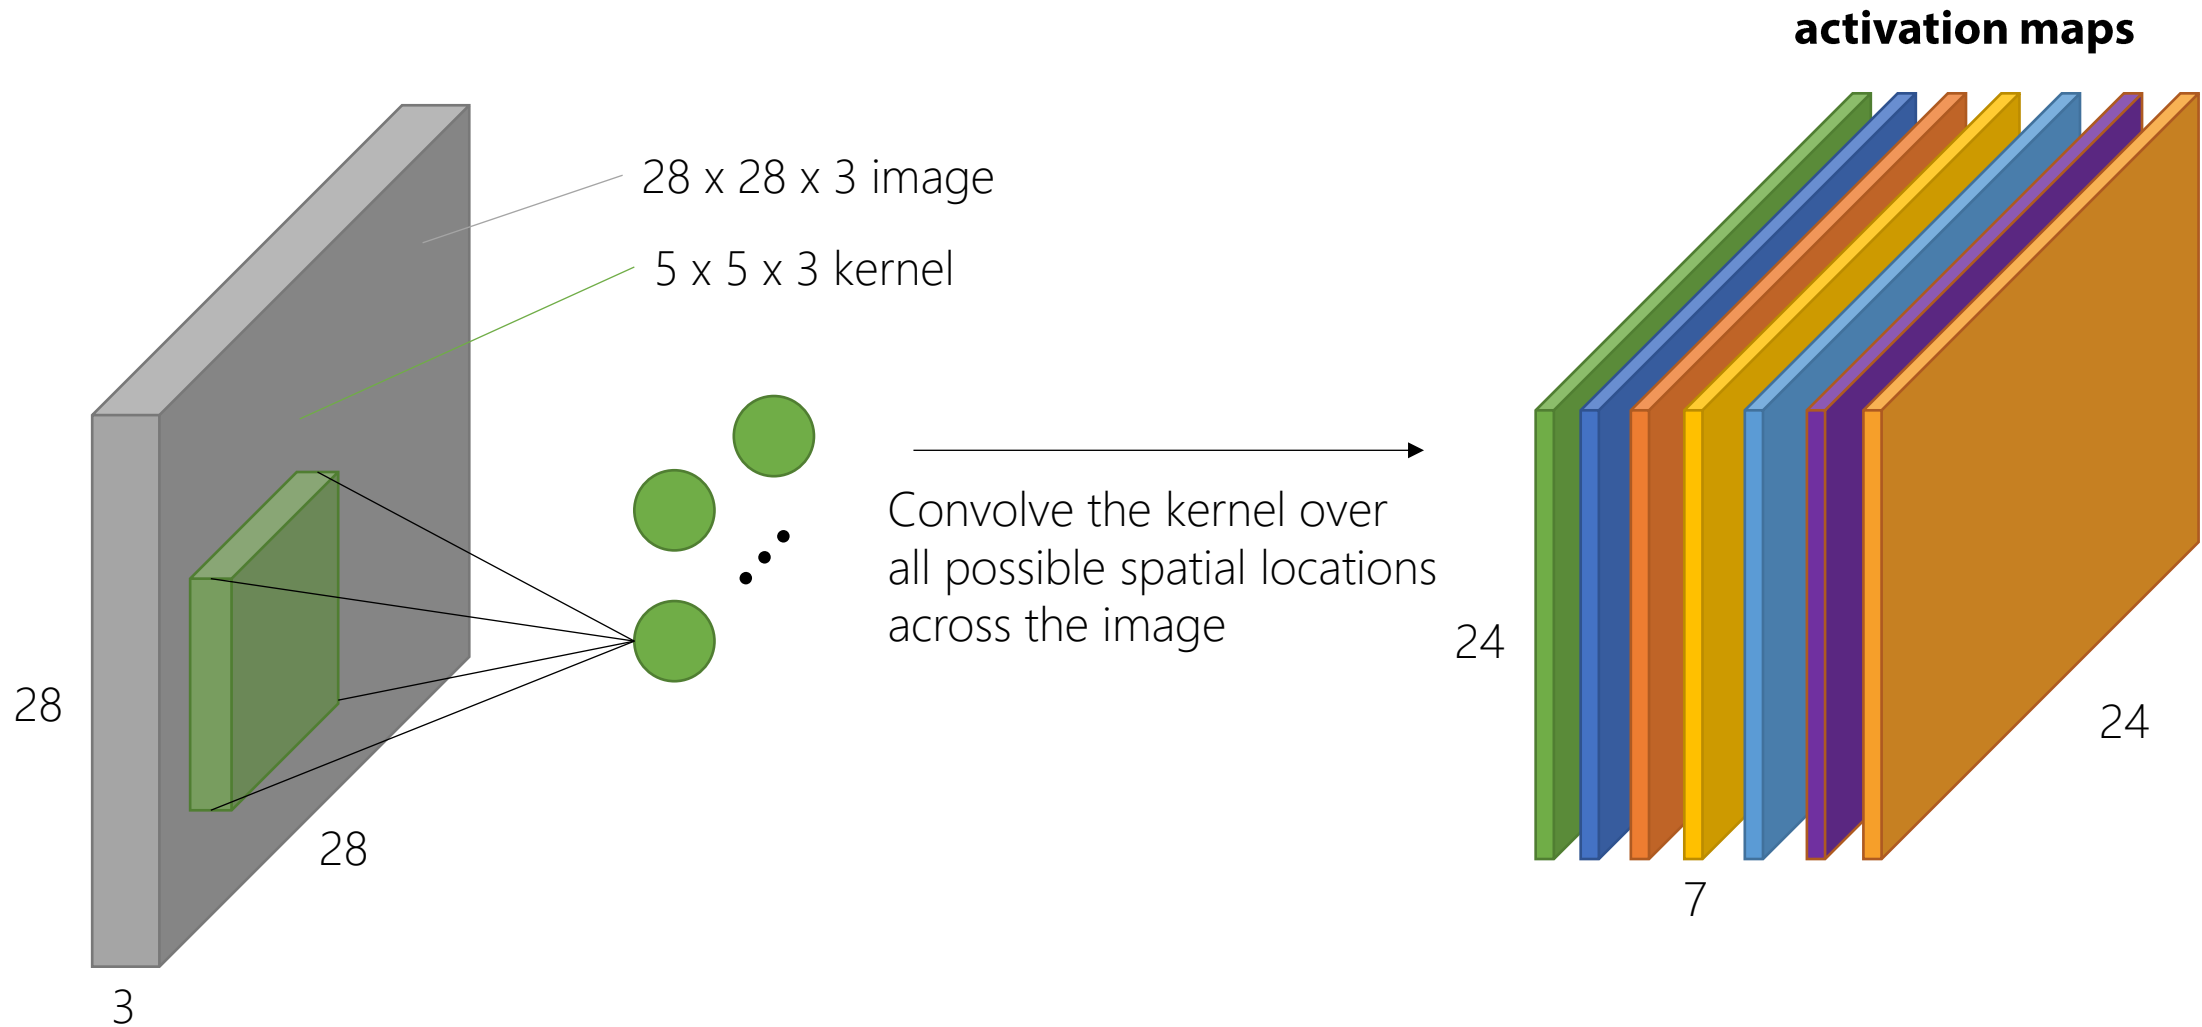 activation maps
28 x 28 x 3 image
5 x 5 x 3 kernel
Convolve the kernel over
all possible spatial locations
across the image
24
28
24
28
7
3